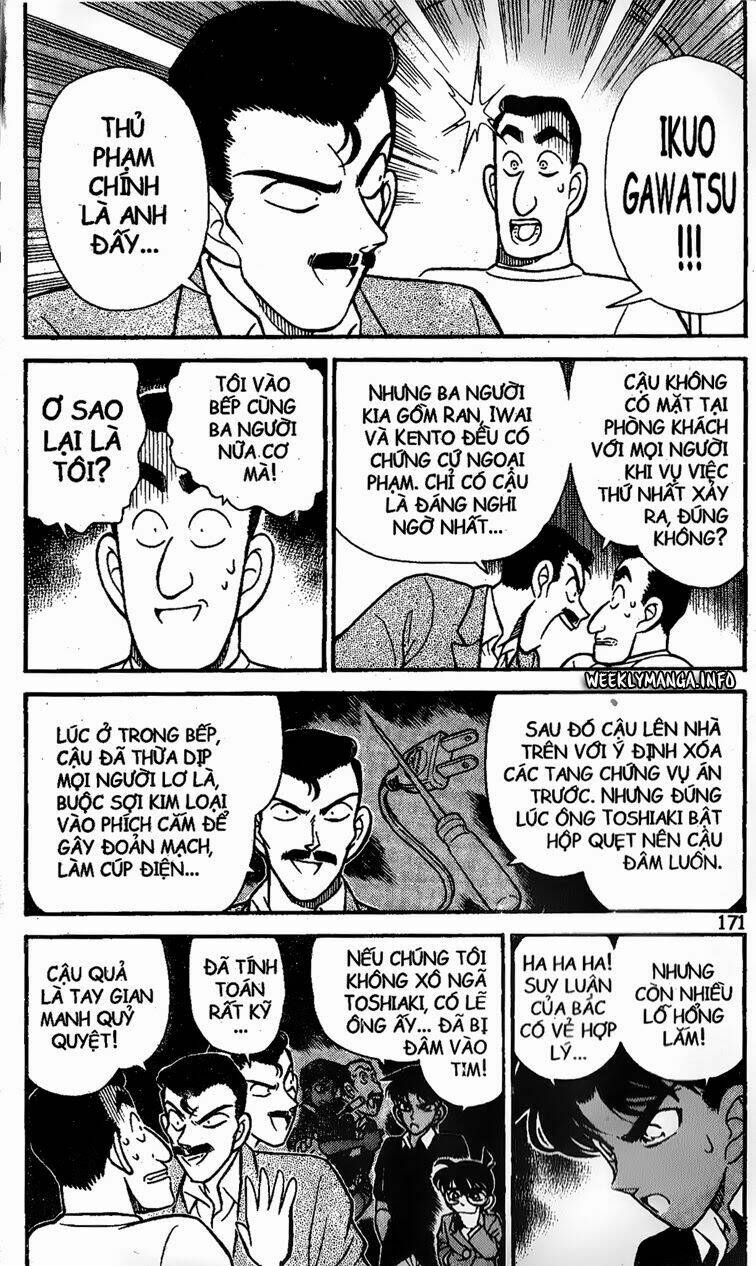 IKUO
GAWATSU
!!!
THỦ
PHẠM
CHÍNH
LÀ ANH
ĐẤY...
CẬU KHÔNG
CÓ MẶT TẠI
PHÒNG KHÁCH
VỚI MỌI NGƯỜI
KHI VỤ VIỆC
THỨ NHẤT XẢY
RA, ĐÚNG
KHÔNG?
NHƯNG BA NGƯỜI
KIA GỒM RAN, IWAI
VÀ KENTO ĐỀU CÓ
CHỨNG CỨ NGOẠI
PHẠM. CHỈ CÓ CẬU
LÀ ĐÁNG NGHI
NGỜ NHẤT...
TÔI VÀO
BẾP CÙNG
BA NGƯỜI
NỮA CƠ
MÀ!
Ơ SAO
LẠI LÀ
TÔI?
WEEKLYMANGA.INFO
SAU ĐÓ CẬU LÊN NHÀ
TRÊN VỚI Ý ĐỊNH XÓA
CÁC TANG CHỨNG VỤ ÁN
TRƯỚC. NHƯNG ĐÚNG
LÚC ÔNG TOSHIAKI BẬT
HỘP QUẸT NÊN CẬU
ĐÂM LUÔN.
LÚC Ở TRONG BẾP,
CẬU ĐÃ THỪA DỊP
MỌI NGƯỜI LƠ LÀ,
BUỘC SỢI KIM LOẠI
VÀO PHÍCH CẮM ĐỂ
GÂY ĐOẢN MẠCH,
LÀM CÚP ĐIỆN...
171
NHƯNG
CÒN NHIỀU
LỖ HỔNG
LẮM!
HA HA HA!
SUY LUẬN
CỦA BÁC
CÓ VẺ HỢP
LÝ...
NẾU CHÚNG TÔI
KHÔNG XÔ NGÃ
TOSHIAKI, CÓ LẼ
ÔNG ẤY... ĐÃ BỊ
ĐÂM VÀO
TIM!
ĐÃ TÍNH
TOÁN
RẤT KỸ
...
CẬU QUẢ
LÀ TAY GIAN
MANH QUỶ
QUYỆT!